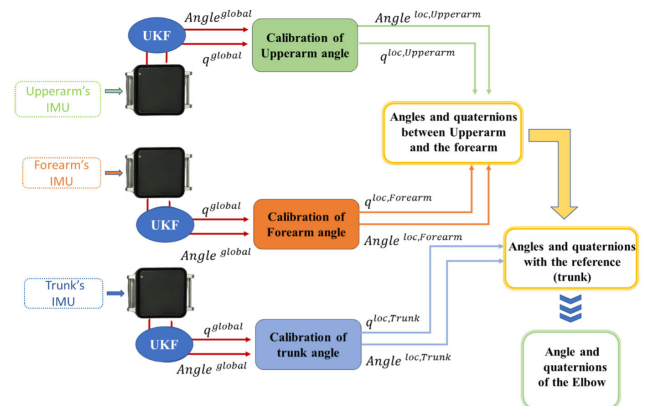 Angle^global
UKF
q^global
Calibration of
Upperarm angle
Angle^loc,Upperarm
q^loc,Upperarm
Upperarm's
IMU
Angles and quaternions
between Upperarm
and the forearm
Forearm's
IMU
UKF
q^global
Angle ^global
Calibration of
Forearm angle
q^loc,Forearm
Angle ^loc,Forearm
Angles and quaternions
with the reference
(trunk)
Trunk's
IMU
UKF
q^global
Angle ^global
Calibration of
trunk angle
q^loc,Trunk
Angle ^loc,Trunk
Angle and
quaternions
of the Elbow